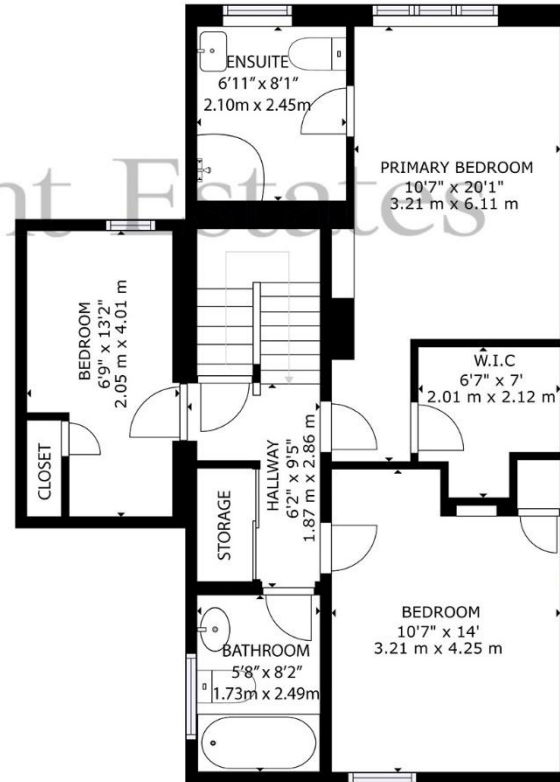 ENSUITE
6'11" x 8'1"
2.10m x 2.45m
PRIMARY BEDROOM
10'7" x 20'1"
3.21 m x 6.11 m
nt Estates
BEDROOM
6'9" x 13'2"
2.05 m x 4.01 m
CLOSET
W.I.C
6'7" x 7'
2.01 m x 2.12 m
HALLWAY
6'2" x 9'5"
1.87 m x 2.86 m
STORAGE
BEDROOM
10'7" x 14'
3.21 m x 4.25 m
BATHROOM
5'8" x 8'2"
1.73m x 2.49m